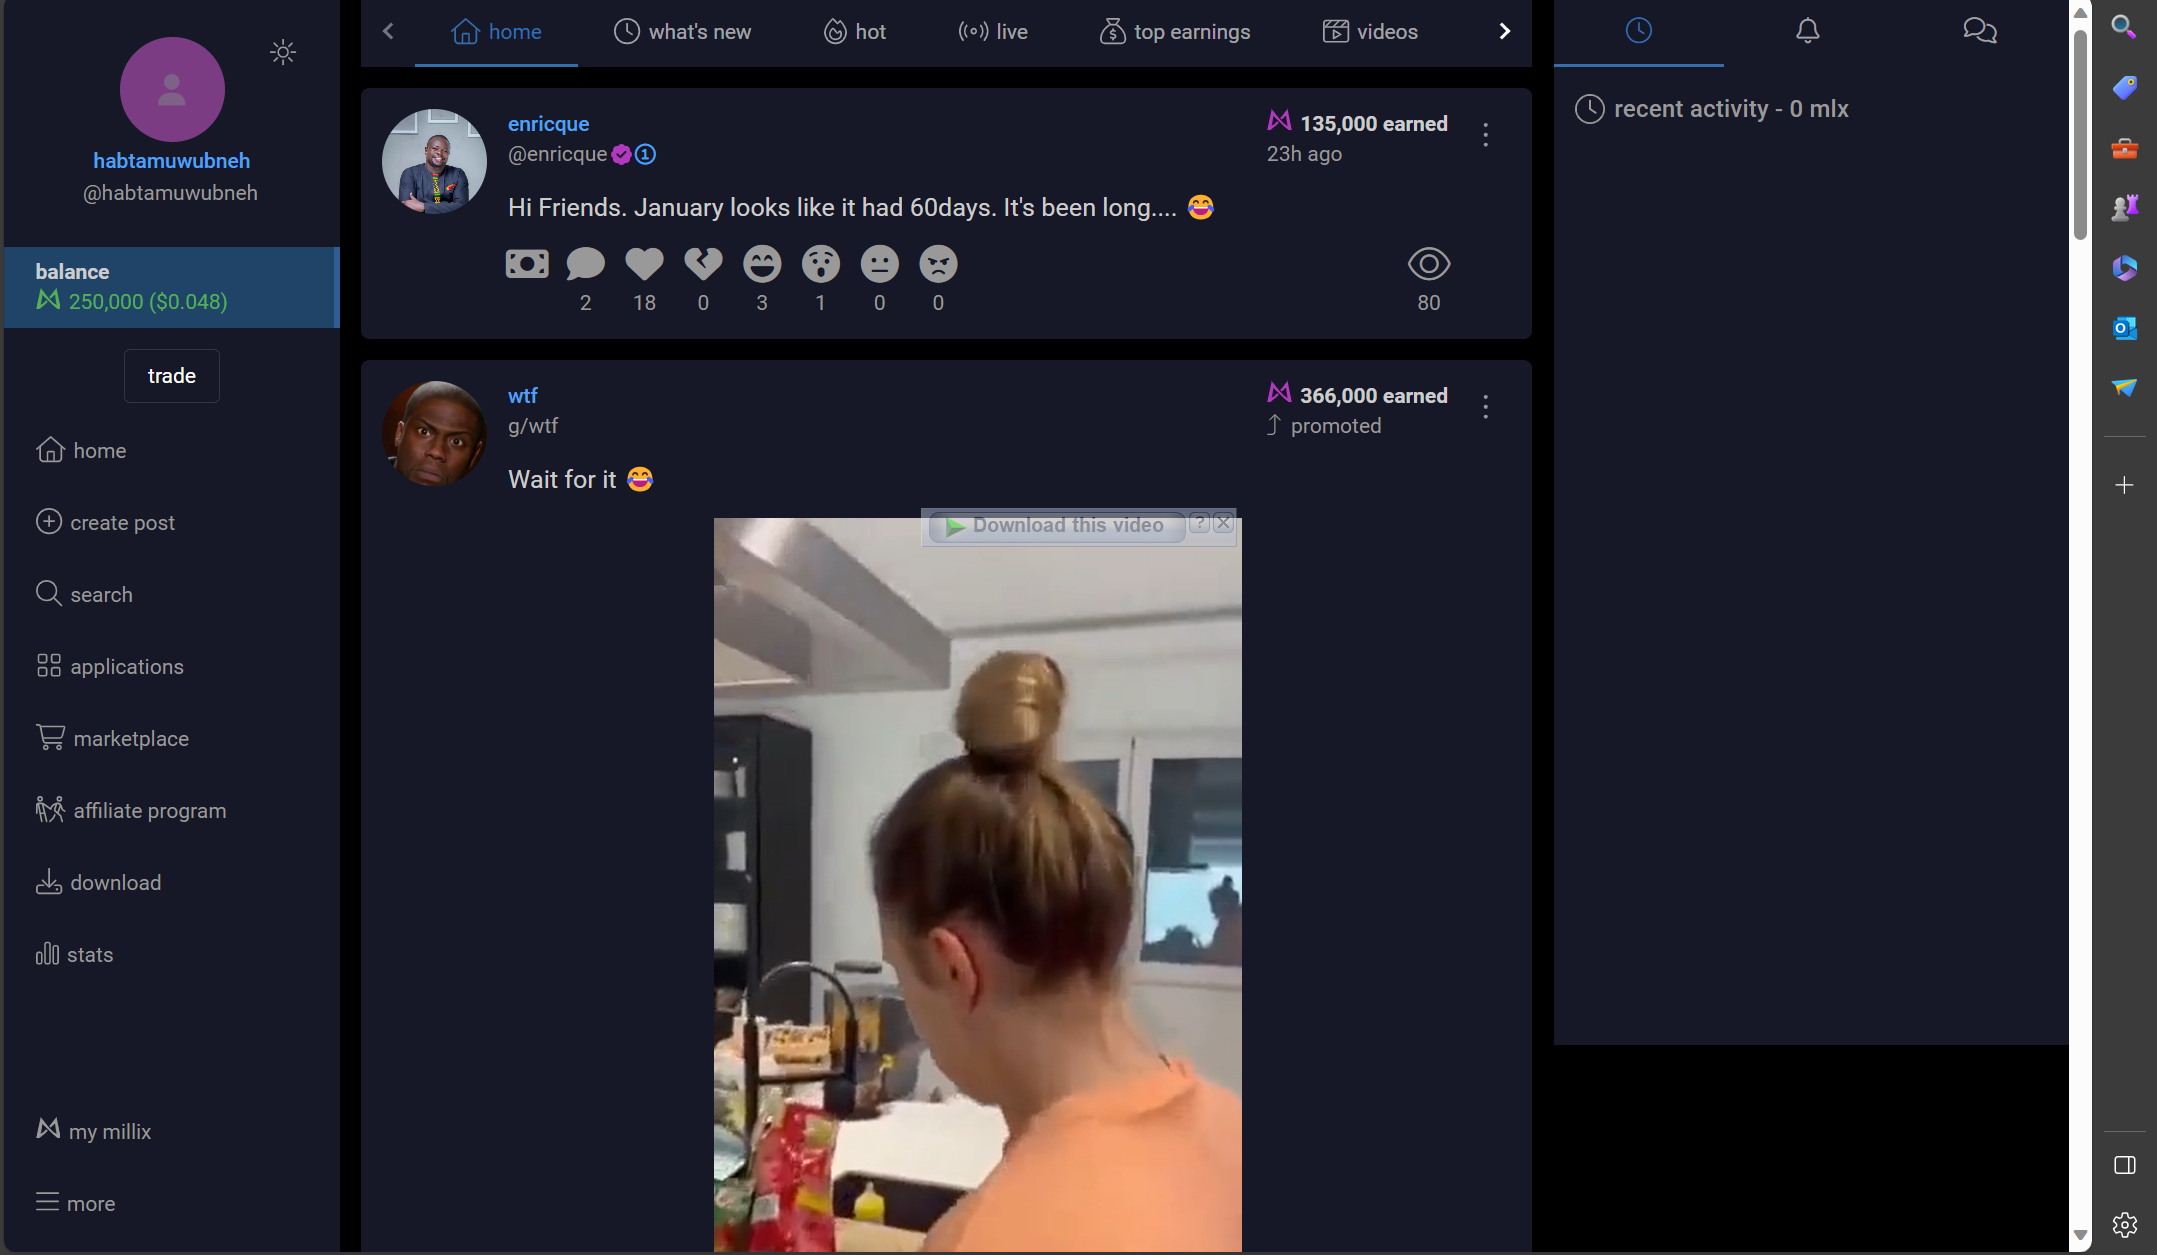 habtamuwubneh
@habtamuwubneh
balance
250,000 ($0.048)
trade
home
create post
search
applications
marketplace
affiliate program
download
stats
my millix
more
home
what's new
hot
live
top earnings
videos
enricque
@enricque
135,000 earned
23h ago
Hi Friends. January looks like it had 60days. It's been long.... 😂
2
18
0
3
1
0
0
80
wtf
g/wtf
366,000 earned
promoted
Wait for it 😂
Download this video
recent activity - 0 mlx